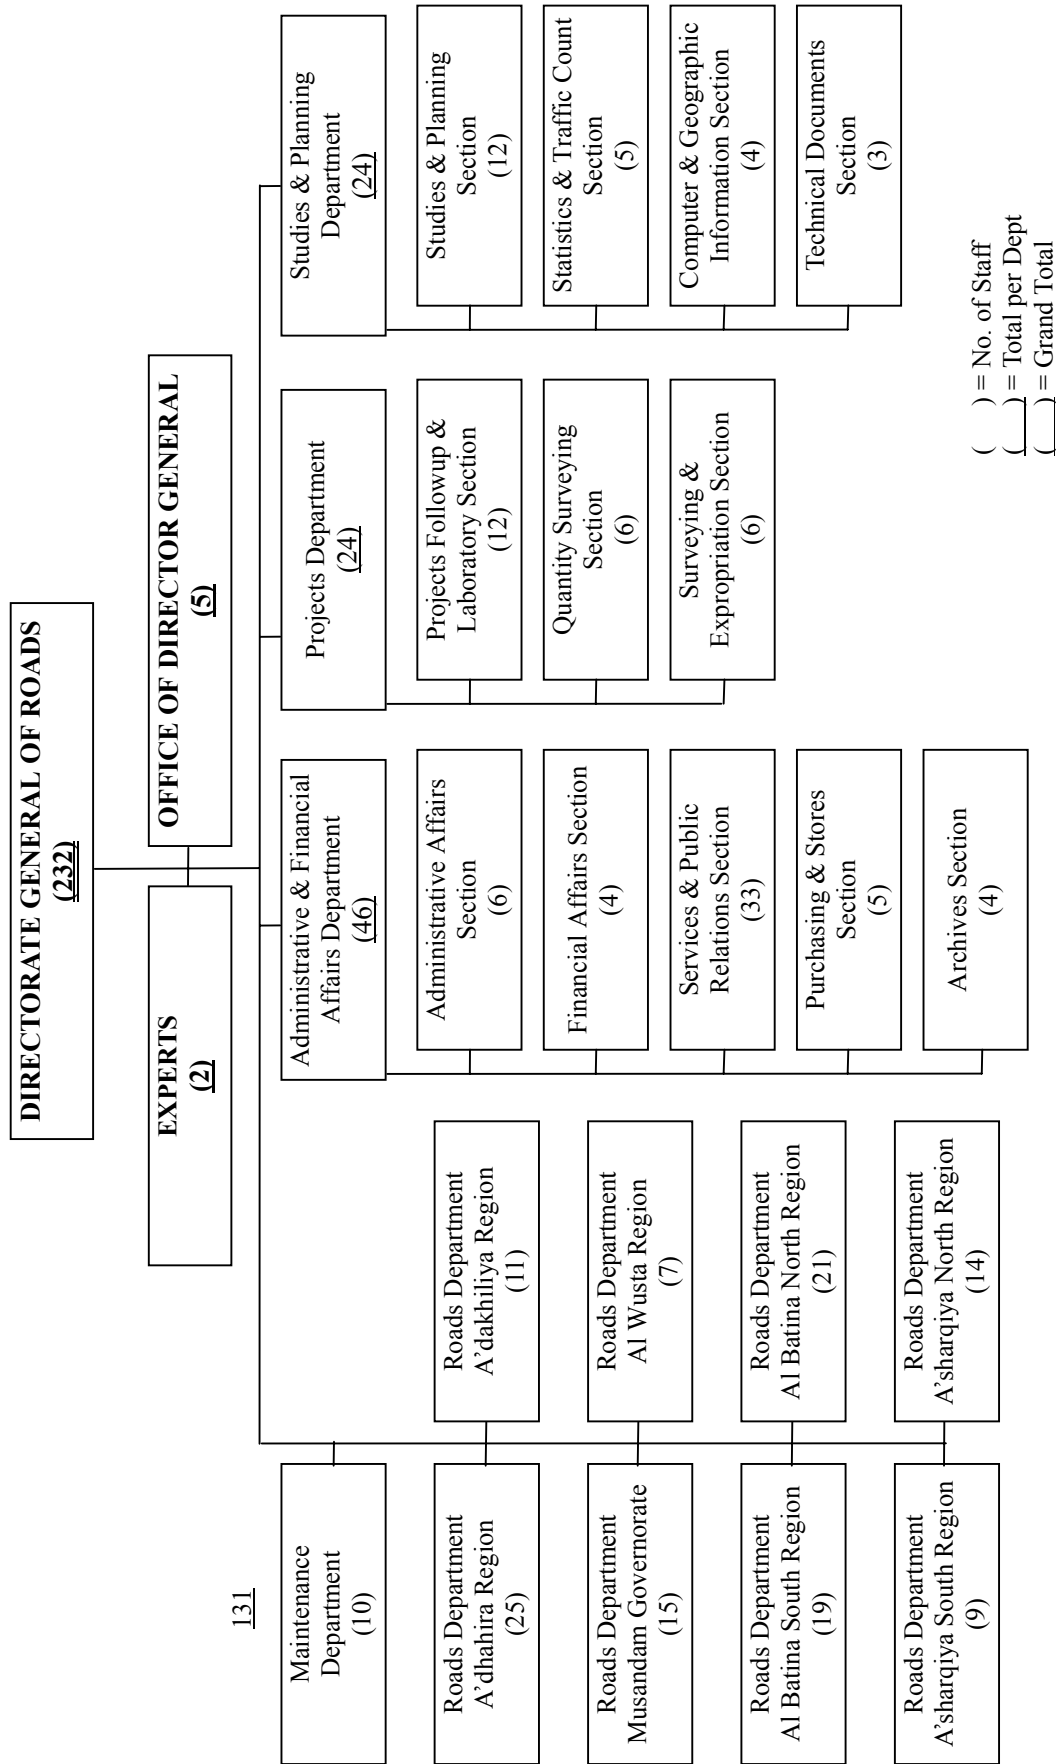 DIRECTORATE GENERAL OF ROADS
(232)
EXPERTS
(2)
OFFICE OF DIRECTOR GENERAL
(5)
131
Maintenance
Department
(10)
Roads Department
A'dhahira Region
(25)
Roads Department
A'dakhiliya Region
(11)
Roads Department
Musandam Governorate
(15)
Roads Department
Al Wusta Region
(7)
Roads Department
Al Batina South Region
(19)
Roads Department
Al Batina North Region
(21)
Roads Department
A'sharqiya South Region
(9)
Roads Department
A'sharqiya North Region
(14)
Administrative & Financial
Affairs Department
(46)
Administrative Affairs
Section
(6)
Financial Affairs Section
(4)
Services & Public
Relations Section
(33)
Purchasing & Stores
Section
(5)
Archives Section
(4)
Projects Department
(24)
Projects Followup &
Laboratory Section
(12)
Quantity Surveying
Section
(6)
Surveying &
Expropriation Section
(6)
Studies & Planning
Department
(24)
Studies & Planning
Section
(12)
Statistics & Traffic Count
Section
(5)
Computer & Geographic
Information Section
(4)
Technical Documents
Section
(3)
( ) = No. of Staff
( ) = Total per Dept
( ) = Grand Total